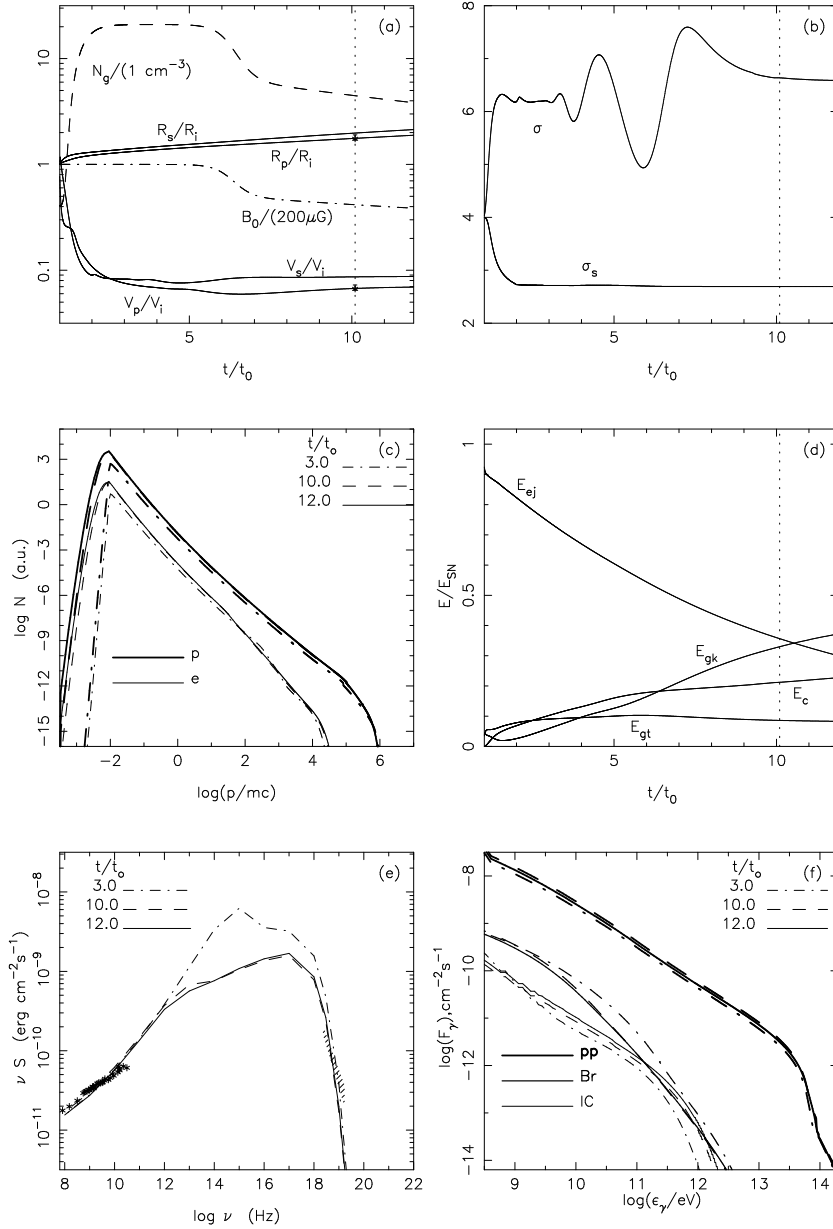 (a)
N_g/(1 cm^-3)
R_s/R_i
R_p/R_i
B_0/(200μG)
V_s/V_i
V_p/V_i
10
1
0.1
5
10
t/t_0
(b)
σ
σ_s
8
6
4
2
5
10
t/t_0
(c)
t/t_o
3.0
10.0
12.0
p
e
log N (a.u.)
3
0
−3
−6
−9
−12
−15
−2
0
2
4
6
log(p/mc)
(d)
E_ej
E_gk
E_c
E_gt
E/E_SN
1
0.5
0
5
10
t/t_0
(e)
t/t_o
3.0
10.0
12.0
ν S (erg cm^-2 s^-1)
10^-8
10^-9
10^-10
10^-11
8
10
12
14
16
18
20
22
log ν (Hz)
(f)
t/t_o
3.0
10.0
12.0
pp
Br
IC
log(F_γ), cm^-2 s^-1
−8
−10
−12
−14
9
10
11
12
13
14
log(ϵ_γ/eV)